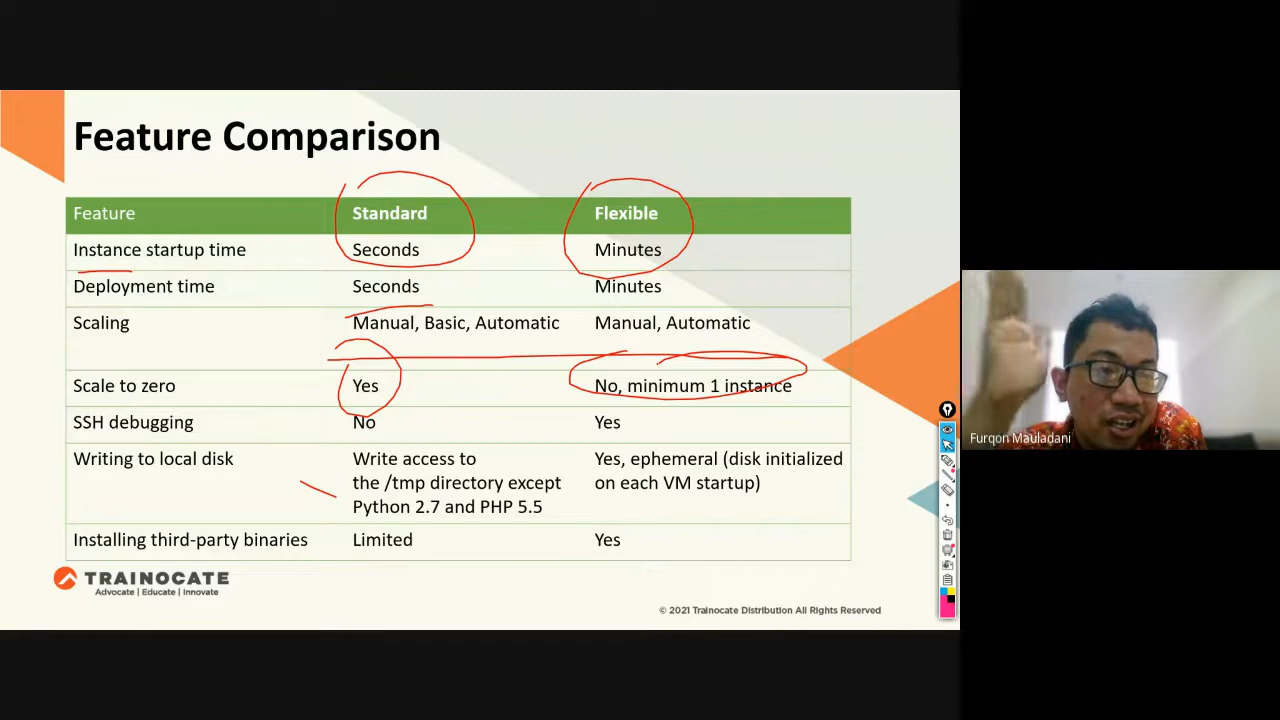 Feature Comparison
Feature Standard Flexible
Instance startup time Seconds Minutes
Deployment time Seconds Minutes
Scaling Manual, Basic, Automatic Manual, Automatic
Scale to zero Yes No, minimum 1 instance
SSH debugging No Yes
Writing to local disk Write access to Yes, ephemeral (disk initialized
the /tmp directory except on each VM startup)
Python 2.7 and PHP 5.5
Installing third-party binaries Limited Yes
TRAINOCATE
Advocate | Educate | Innovate
© 2021 Trainocate Distribution All Rights Reserved
Furqon Mauladani